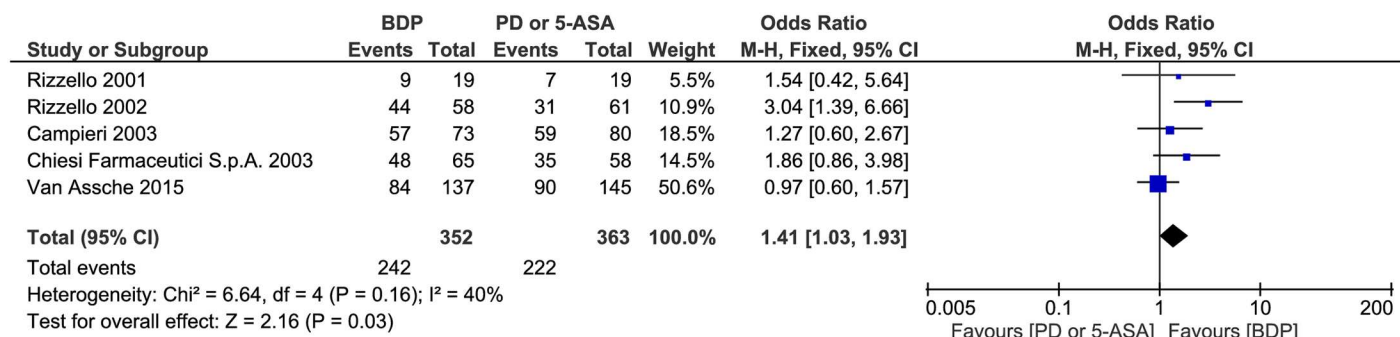 BDP PD or 5-ASA Odds Ratio Odds Ratio
Study or Subgroup Events Total Events Total Weight M-H, Fixed, 95% CI M-H, Fixed, 95% CI
Rizzello 2001 9 19 7 19 5.5% 1.54 [0.42, 5.64]
Rizzello 2002 44 58 31 61 10.9% 3.04 [1.39, 6.66]
Campieri 2003 57 73 59 80 18.5% 1.27 [0.60, 2.67]
Chiesi Farmaceutici S.p.A. 2003 48 65 35 58 14.5% 1.86 [0.86, 3.98]
Van Assche 2015 84 137 90 145 50.6% 0.97 [0.60, 1.57]
Total (95% CI) 352 363 100.0% 1.41 [1.03, 1.93]
Total events 242 222
Heterogeneity: Chi² = 6.64, df = 4 (P = 0.16); I² = 40%
Test for overall effect: Z = 2.16 (P = 0.03)
0.005 0.1 1 10 200
Favours [PD or 5-ASA] Favours [BDP]